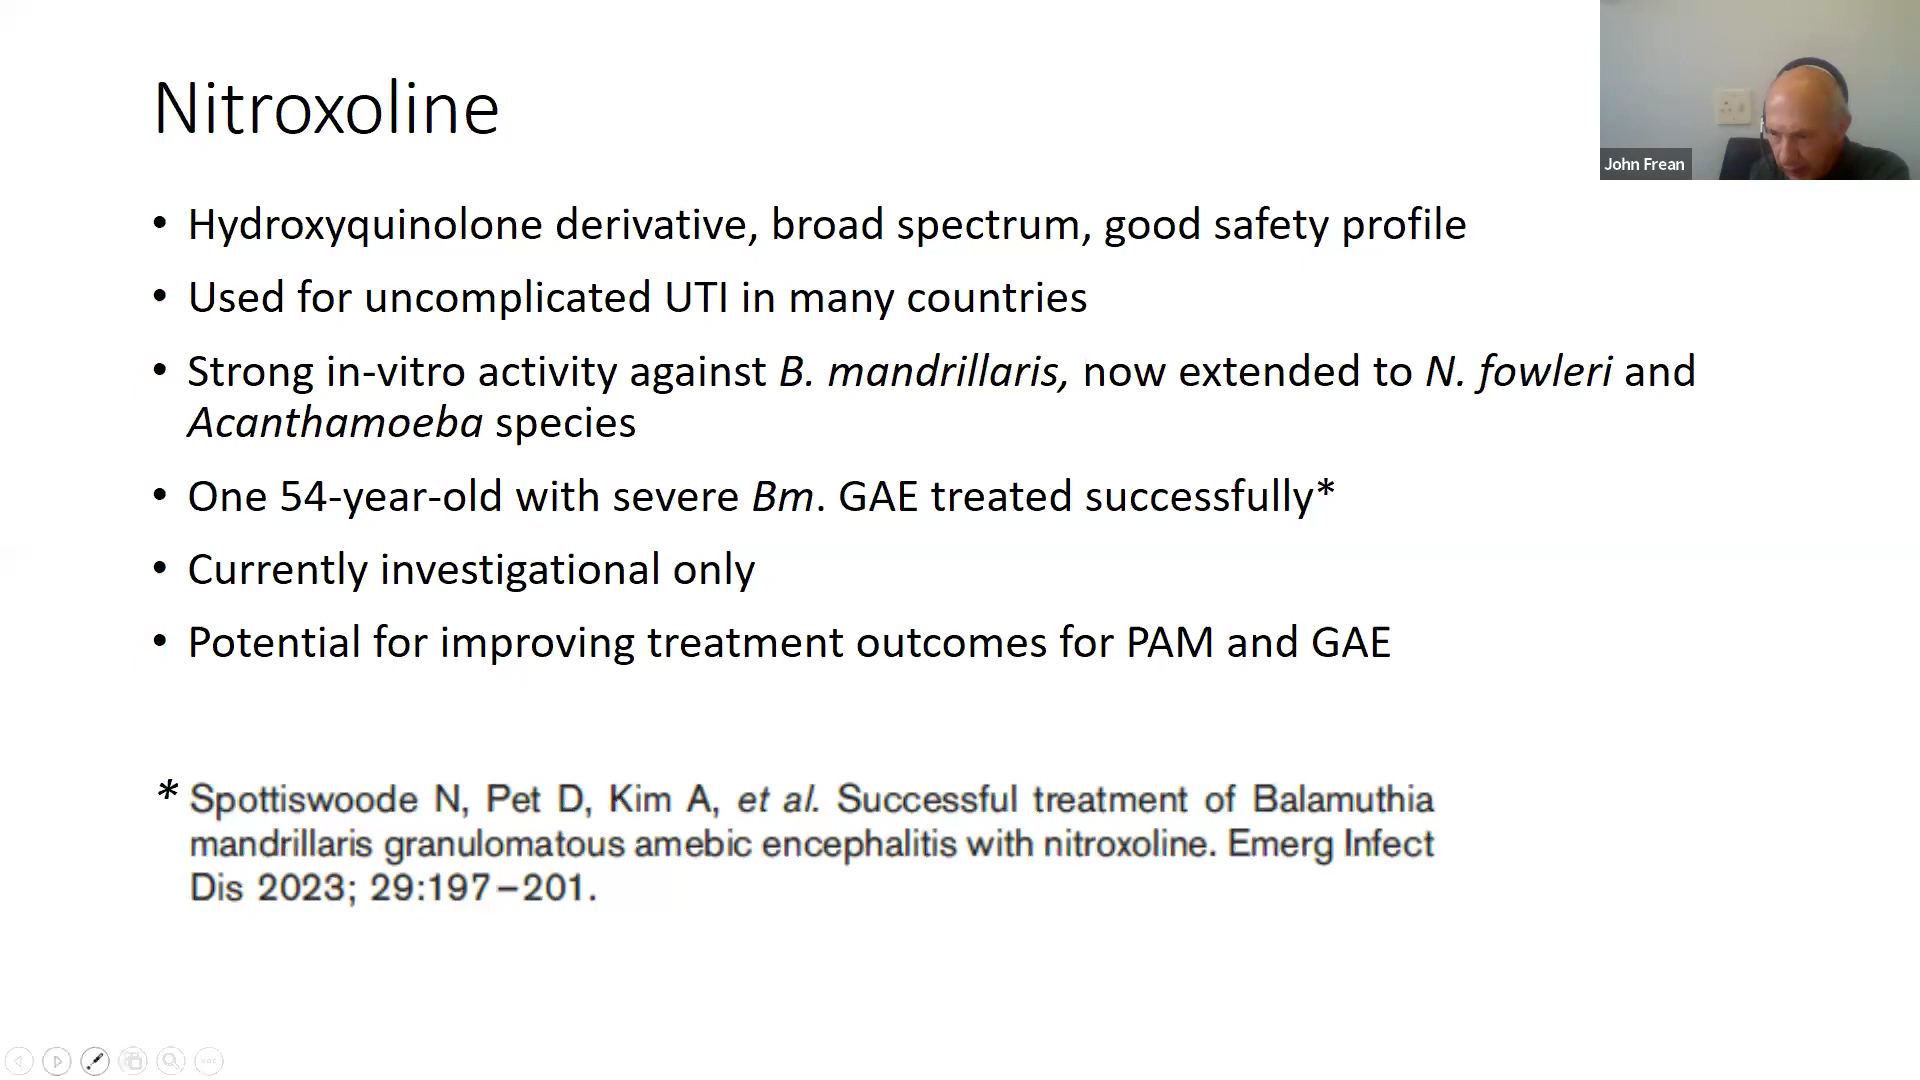 Nitroxoline
John Frean
• Hydroxyquinolone derivative, broad spectrum, good safety profile
• Used for uncomplicated UTI in many countries
• Strong in-vitro activity against B. mandrillaris, now extended to N. fowleri and
Acanthamoeba species
• One 54-year-old with severe Bm. GAE treated successfully*
• Currently investigational only
• Potential for improving treatment outcomes for PAM and GAE
* Spottiswoode N, Pet D, Kim A, et al. Successful treatment of Balamuthia
mandrillaris granulomatous amebic encephalitis with nitroxoline. Emerg Infect
Dis 2023; 29:197–201.